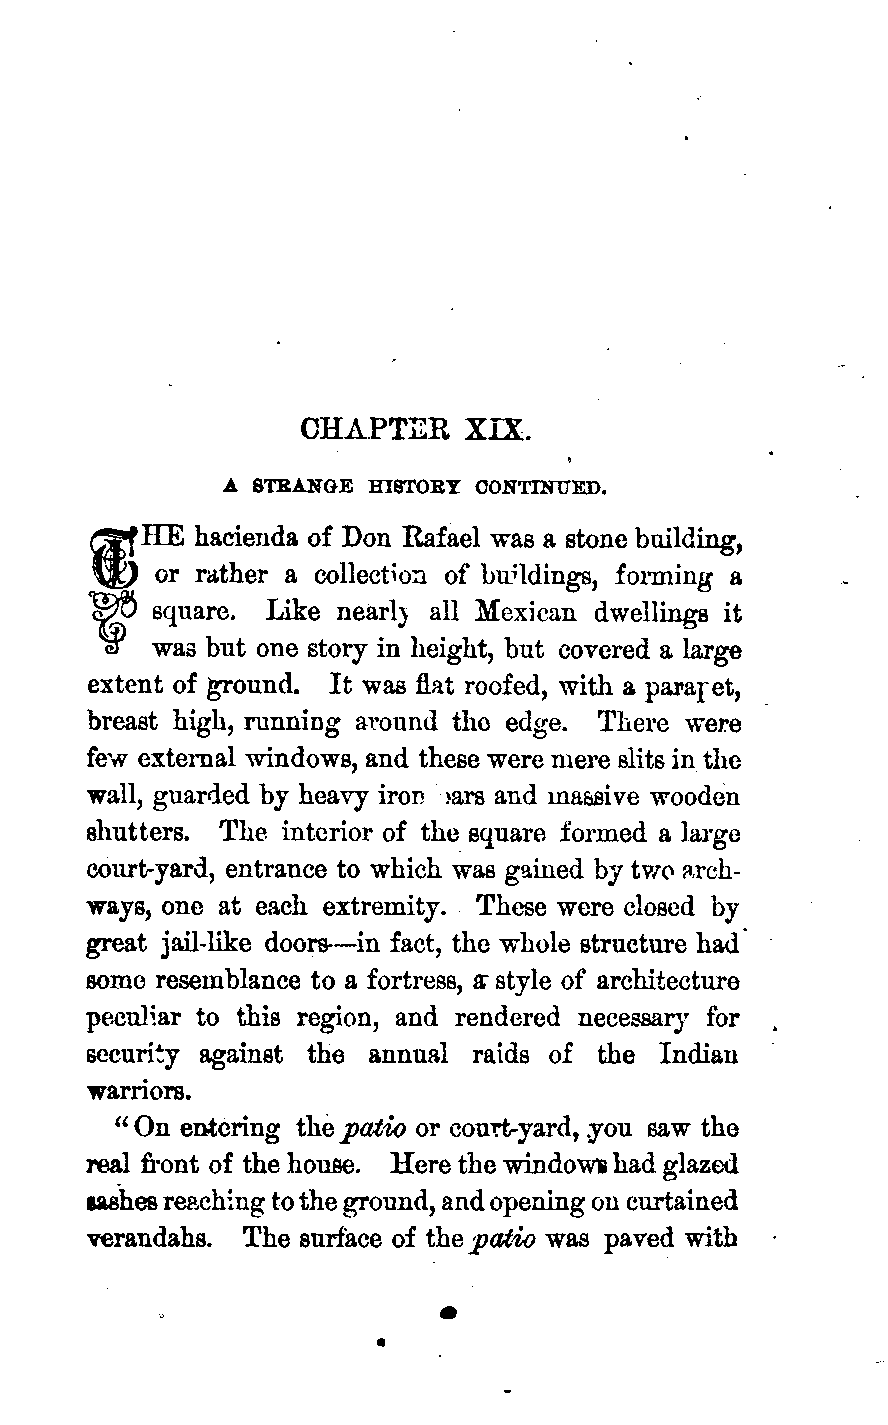 CHAPTER XIX.
A STRANGE HISTORY CONTINUED.
THE hacienda of Don Rafael was a stone building,
or rather a collection of buildings, forming a
square. Like nearly all Mexican dwellings it
was but one story in height, but covered a large
extent of ground. It was flat roofed, with a parapet,
breast high, running around the edge. There were
few external windows, and these were mere slits in the
wall, guarded by heavy iron bars and massive wooden
shutters. The interior of the square formed a large
court-yard, entrance to which was gained by two arch-
ways, one at each extremity. These were closed by
great jail-like doors—in fact, the whole structure had
some resemblance to a fortress, a style of architecture
peculiar to this region, and rendered necessary for
security against the annual raids of the Indian
warriors.
"On entering the patio or court-yard, you saw the
real front of the house. Here the windows had glazed
sashes reaching to the ground, and opening on curtained
verandahs. The surface of the patio was paved with